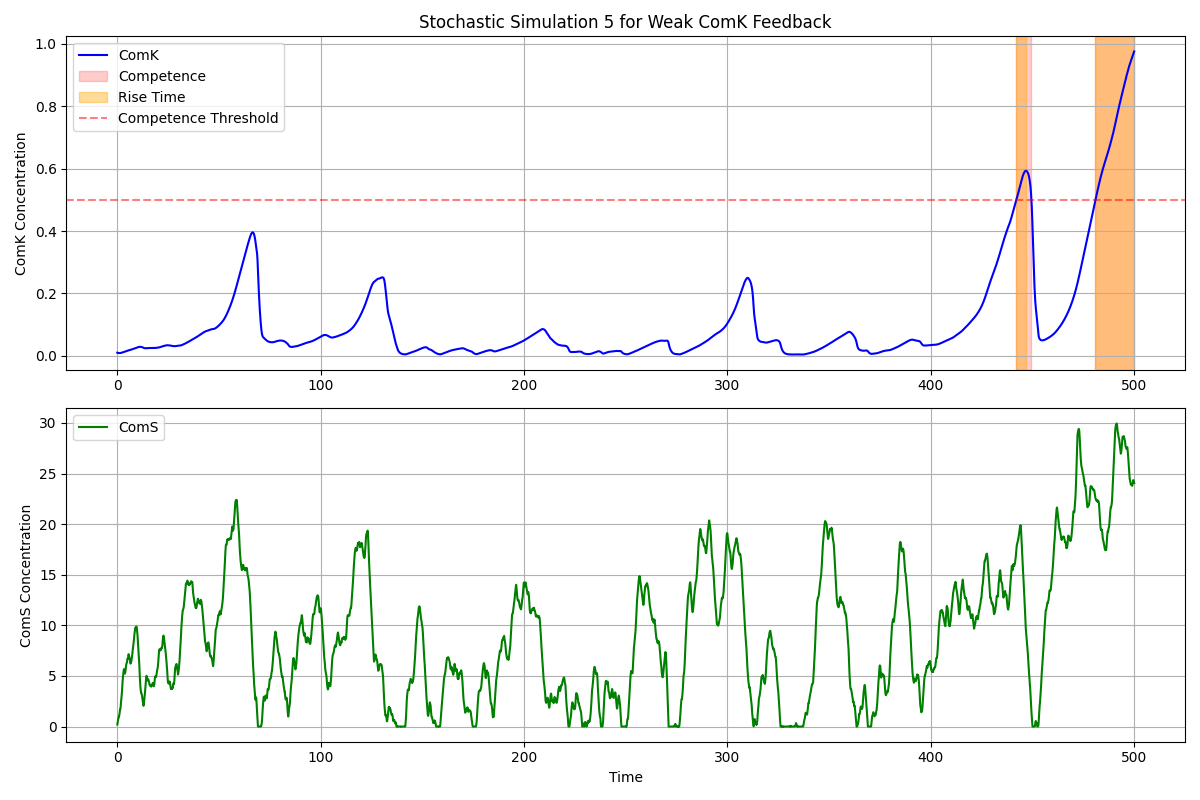 Stochastic Simulation 5 for Weak ComK Feedback
ComK Concentration
1.0
0.8
0.6
0.4
0.2
0.0
ComK
Competence
Rise Time
Competence Threshold
0 100 200 300 400 500
ComS Concentration
30
25
20
15
10
5
0
ComS
0 100 200 300 400 500
Time